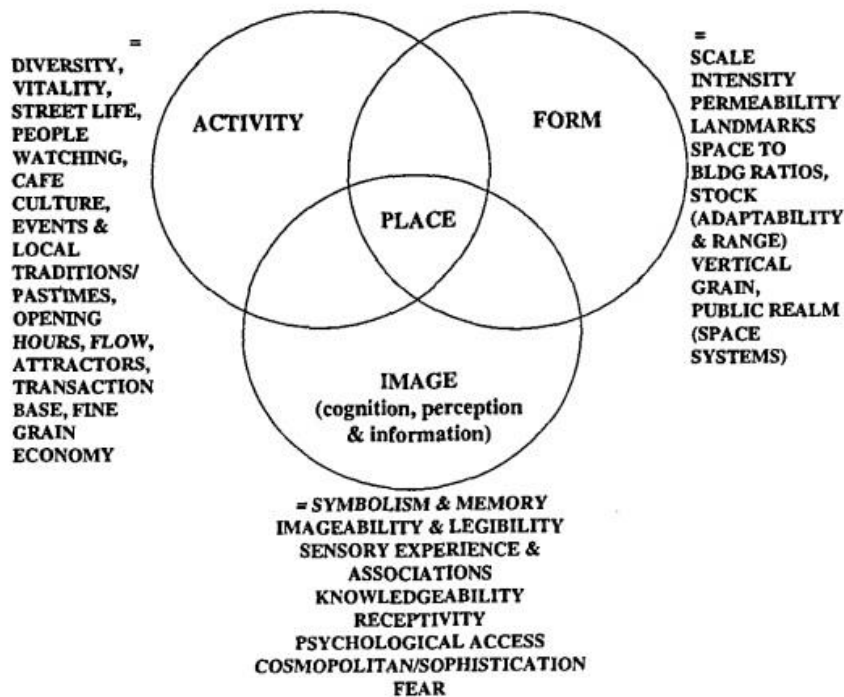 =
DIVERSITY,
VITALITY,
STREET LIFE,
PEOPLE
WATCHING,
CAFE
CULTURE,
EVENTS &
LOCAL
TRADITIONS/
PASTIMES,
OPENING
HOURS, FLOW,
ATTRACTORS,
TRANSACTION
BASE, FINE
GRAIN
ECONOMY
ACTIVITY
FORM
PLACE
IMAGE
(cognition, perception
& information)
=
SCALE
INTENSITY
PERMEABILITY
LANDMARKS
SPACE TO
BLDG RATIOS,
STOCK
(ADAPTABILITY
& RANGE)
VERTICAL
GRAIN,
PUBLIC REALM
(SPACE
SYSTEMS)
= SYMBOLISM & MEMORY
IMAGEABILITY & LEGIBILITY
SENSORY EXPERIENCE &
ASSOCIATIONS
KNOWLEDGEABILITY
RECEPTIVITY
PSYCHOLOGICAL ACCESS
COSMOPOLITAN/SOPHISTICATION
FEAR